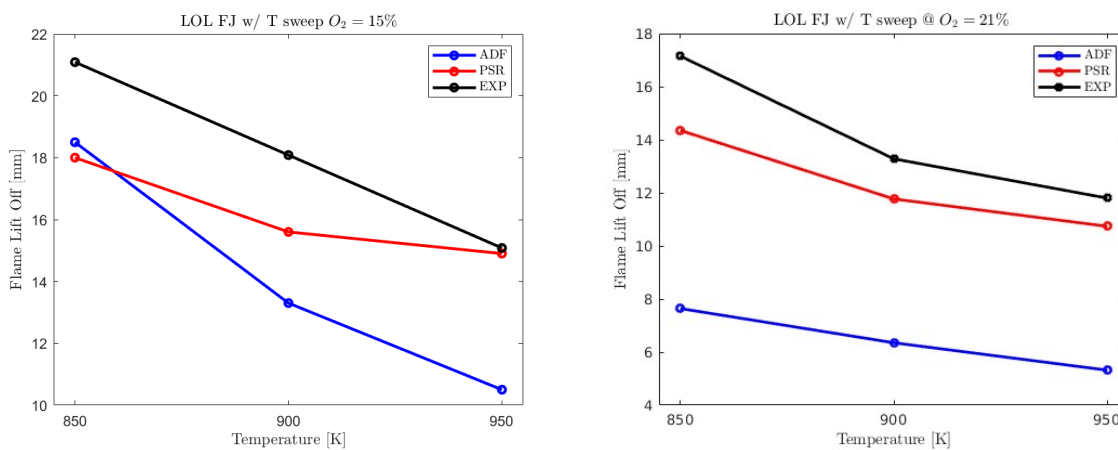 LOL FJ w/ T sweep O₂ = 15%
22
20
18
16
14
12
10
850
900
950
Flame Lift Off [mm]
Temperature [K]
ADF
PSR
EXP
LOL FJ w/ T sweep @ O₂ = 21%
18
16
14
12
10
8
6
4
850
900
950
Flame Lift Off [mm]
Temperature [K]
ADF
PSR
EXP